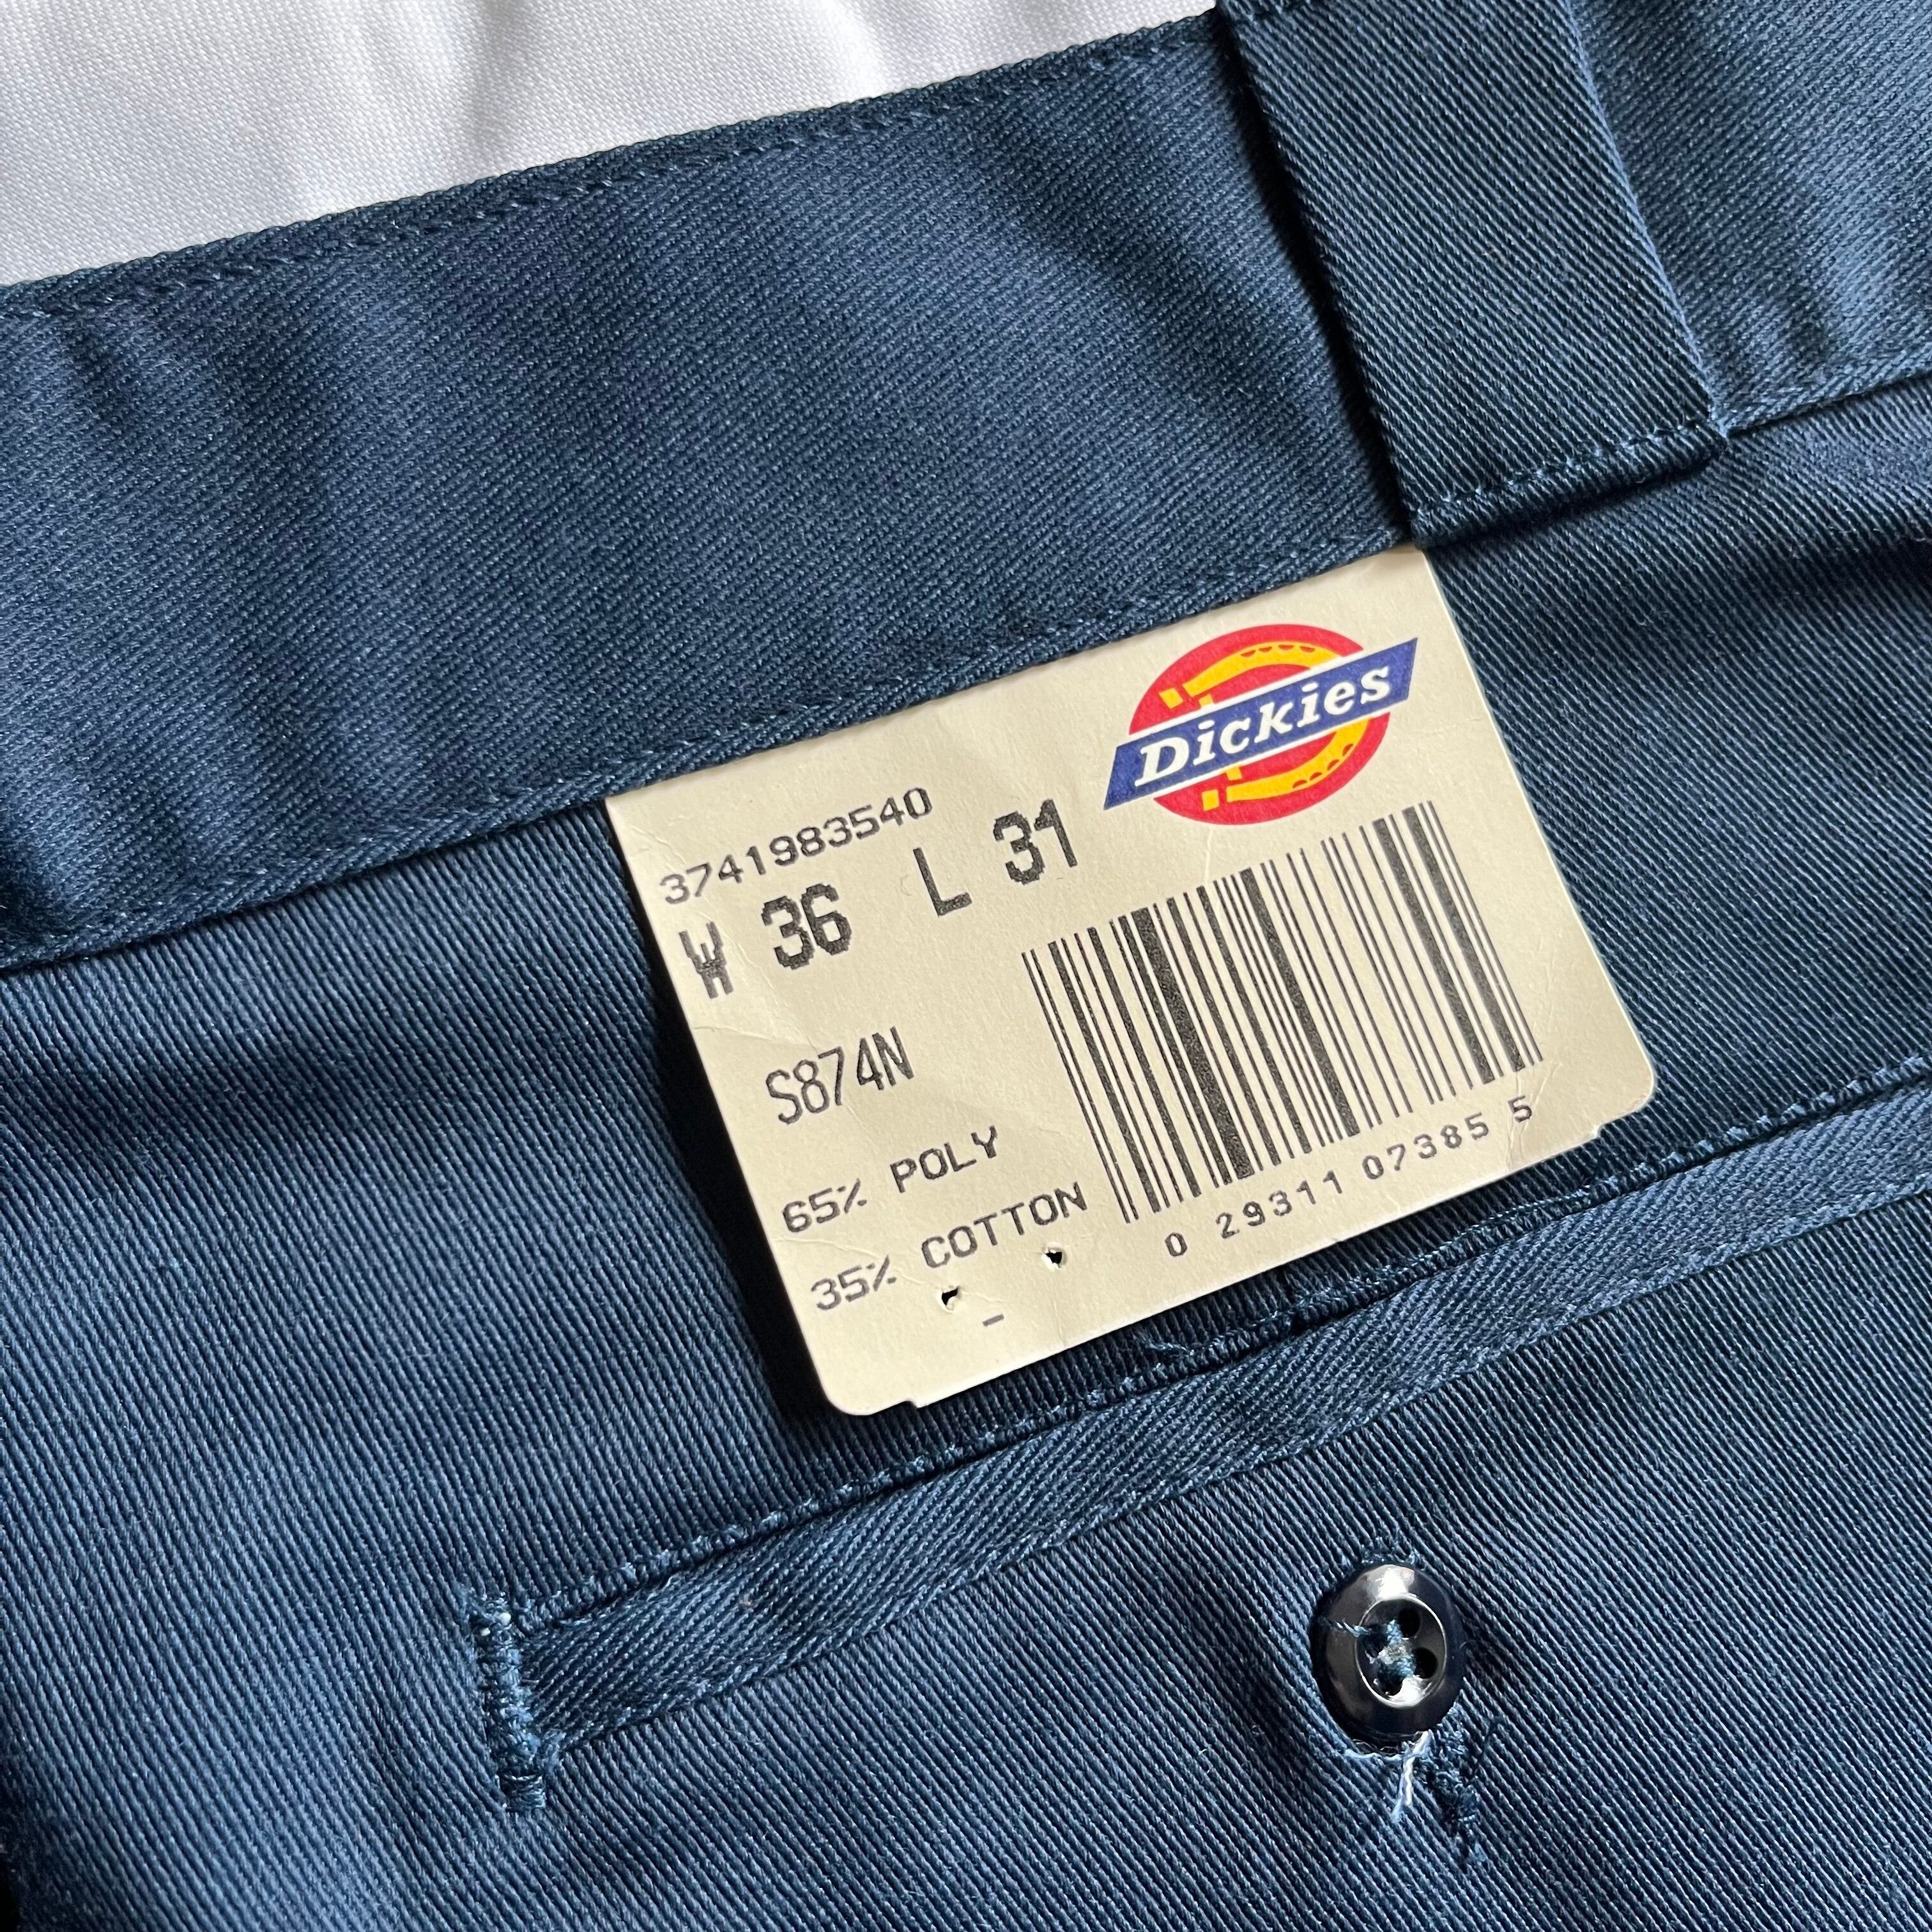 Dickies
3741983540
W 36 L 31
S874N
65% POLY
35% COTTON
-
0 29311 07385 5